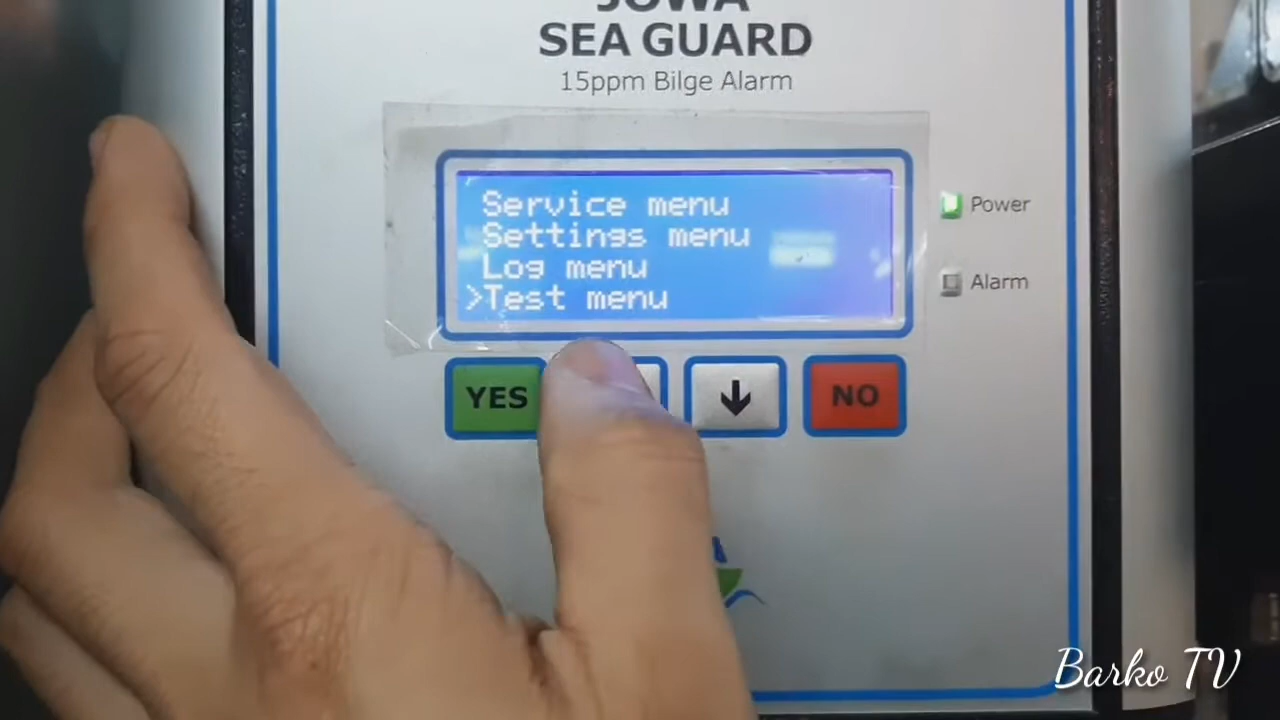 JOWA
SEA GUARD
15ppm Bilge Alarm
Service menu
Settings menu
Log menu
>Test menu
Power
Alarm
YES
↓
NO
Barko TV